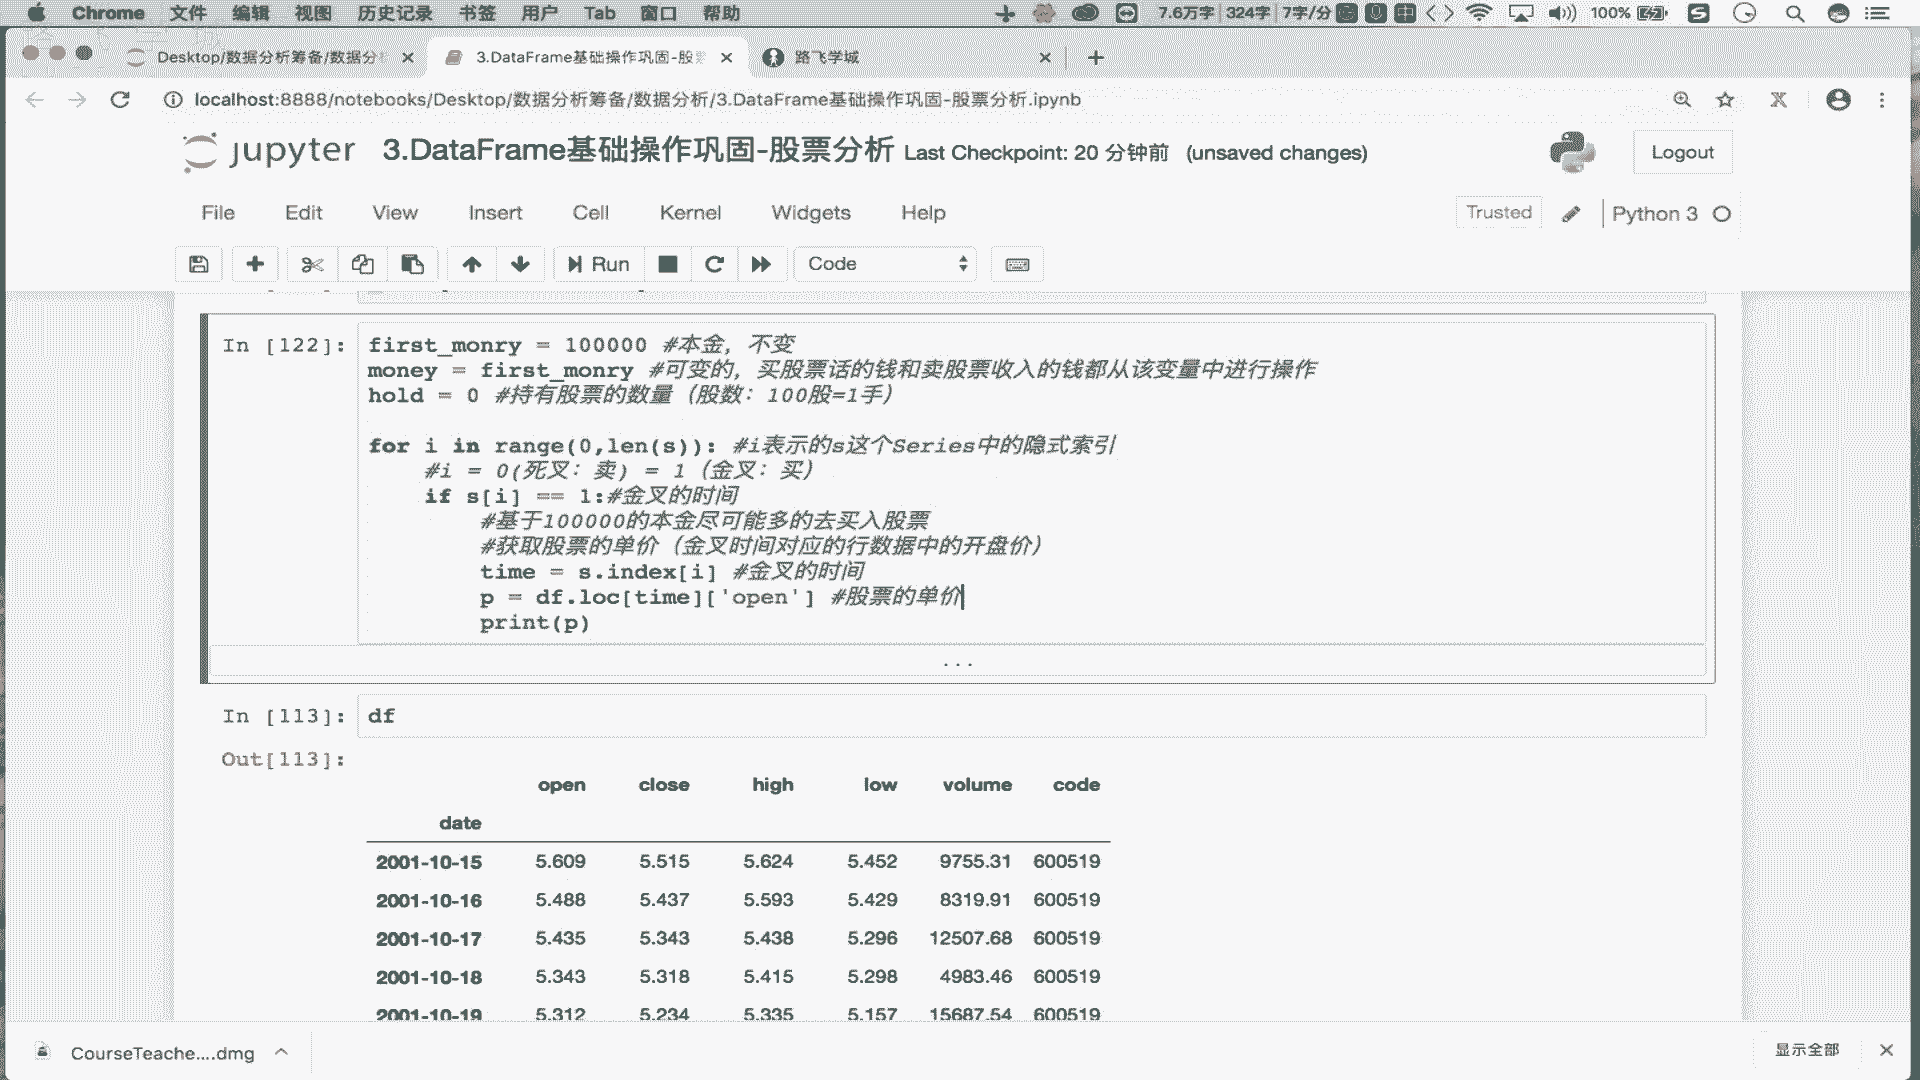 Chrome 文件 编辑 视图 历史记录 书签 用户 Tab 窗口 帮助 7.6万字 324字 7字/分 中 100% S
Desktop/数据分析筹备/数据分 3.DataFrame基础操作巩固-股 路飞学城
localhost:8888/notebooks/Desktop/数据分析筹备/数据分析/3.DataFrame基础操作巩固-股票分析.ipynb
jupyter 3.DataFrame基础操作巩固-股票分析 Last Checkpoint: 20 分钟前 (unsaved changes) Logout
File Edit View Insert Cell Kernel Widgets Help Trusted Python 3
Run Code
In [122]: first_monry = 100000 #本金，不变
money = first_monry #可变的，买股票话的钱和卖股票收入的钱都从该变量中进行操作
hold = 0 #持有股票的数量（股数：100股=1手）
for i in range(0,len(s)): #i表示的s这个Series中的隐式索引
#i = 0(死叉：卖) = 1（金叉：买）
if s[i] == 1:#金叉的时间
#基于100000的本金尽可能多的去买入股票
#获取股票的单价（金叉时间对应的行数据中的开盘价）
time = s.index[i] #金叉的时间
p = df.loc[time]['open'] #股票的单价
print(p)
...
In [113]: df
Out[113]:
open close high low volume code
date
2001-10-15 5.609 5.515 5.624 5.452 9755.31 600519
2001-10-16 5.488 5.437 5.593 5.429 8319.91 600519
2001-10-17 5.435 5.343 5.438 5.296 12507.68 600519
2001-10-18 5.343 5.318 5.415 5.298 4983.46 600519
2001-10-19 5.312 5.234 5.335 5.157 15687.54 600519
CourseTeache....dmg 显示全部